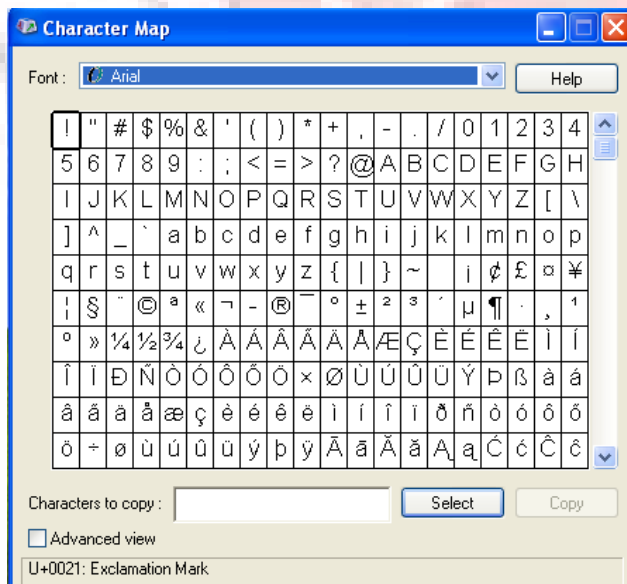 Character Map
Font : Arial Help
! " # $ % & ' ( ) * + , - . / 0 1 2 3 4
5 6 7 8 9 : ; < = > ? @ A B C D E F G H
I J K L M N O P Q R S T U V W X Y Z [ \
] ^ _ ` a b c d e f g h i j k l m n o p
q r s t u v w x y z { | } ~   ¡ ¢ £ ¤ ¥
¦ § ¨ © ª « ¬ - ® ¯ ° ± ² ³ ´ µ ¶ · ¸ ¹
º » ¼ ½ ¾ ¿ À Á Â Ã Ä Å Æ Ç È É Ê Ë Ì Í
Î Ï Ð Ñ Ò Ó Ô Õ Ö × Ø Ù Ú Û Ü Ý Þ ß à á
â ã ä å æ ç è é ê ë ì í î ï ð ñ ò ó ô õ
ö ÷ ø ù ú û ü ý þ ÿ Ā ā Ă ă Ą ą Ć ć Ĉ ĉ
Characters to copy : Select Copy
Advanced view
U+0021: Exclamation Mark